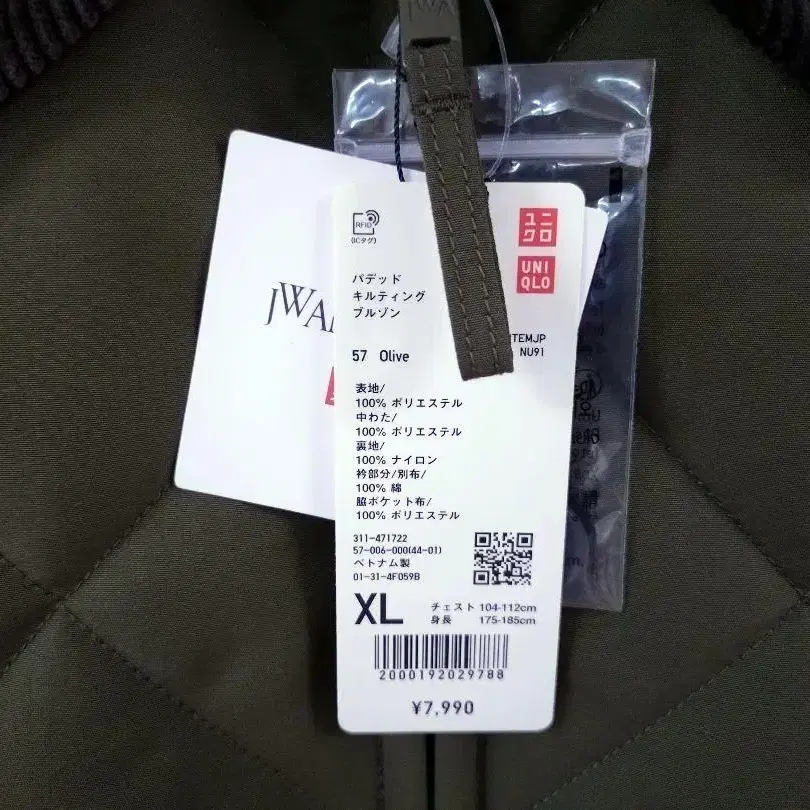 JWA
JWA
RFID
(ICタグ)
ユニ
クロ
UNI
QLO
パデッド
キルティング
ブルゾン
57 Olive
TEMJP
NU91
表地/
100% ポリエステル
中わた/
100% ポリエステル
裏地/
100% ナイロン
衿部分/別布/
100% 綿
脇ポケット布/
100% ポリエステル
311-471722
57-006-000(44-01)
ベトナム製
01-31-4F059B
XL
チェスト 104-112cm
身長 175-185cm
2000192029788
¥7,990